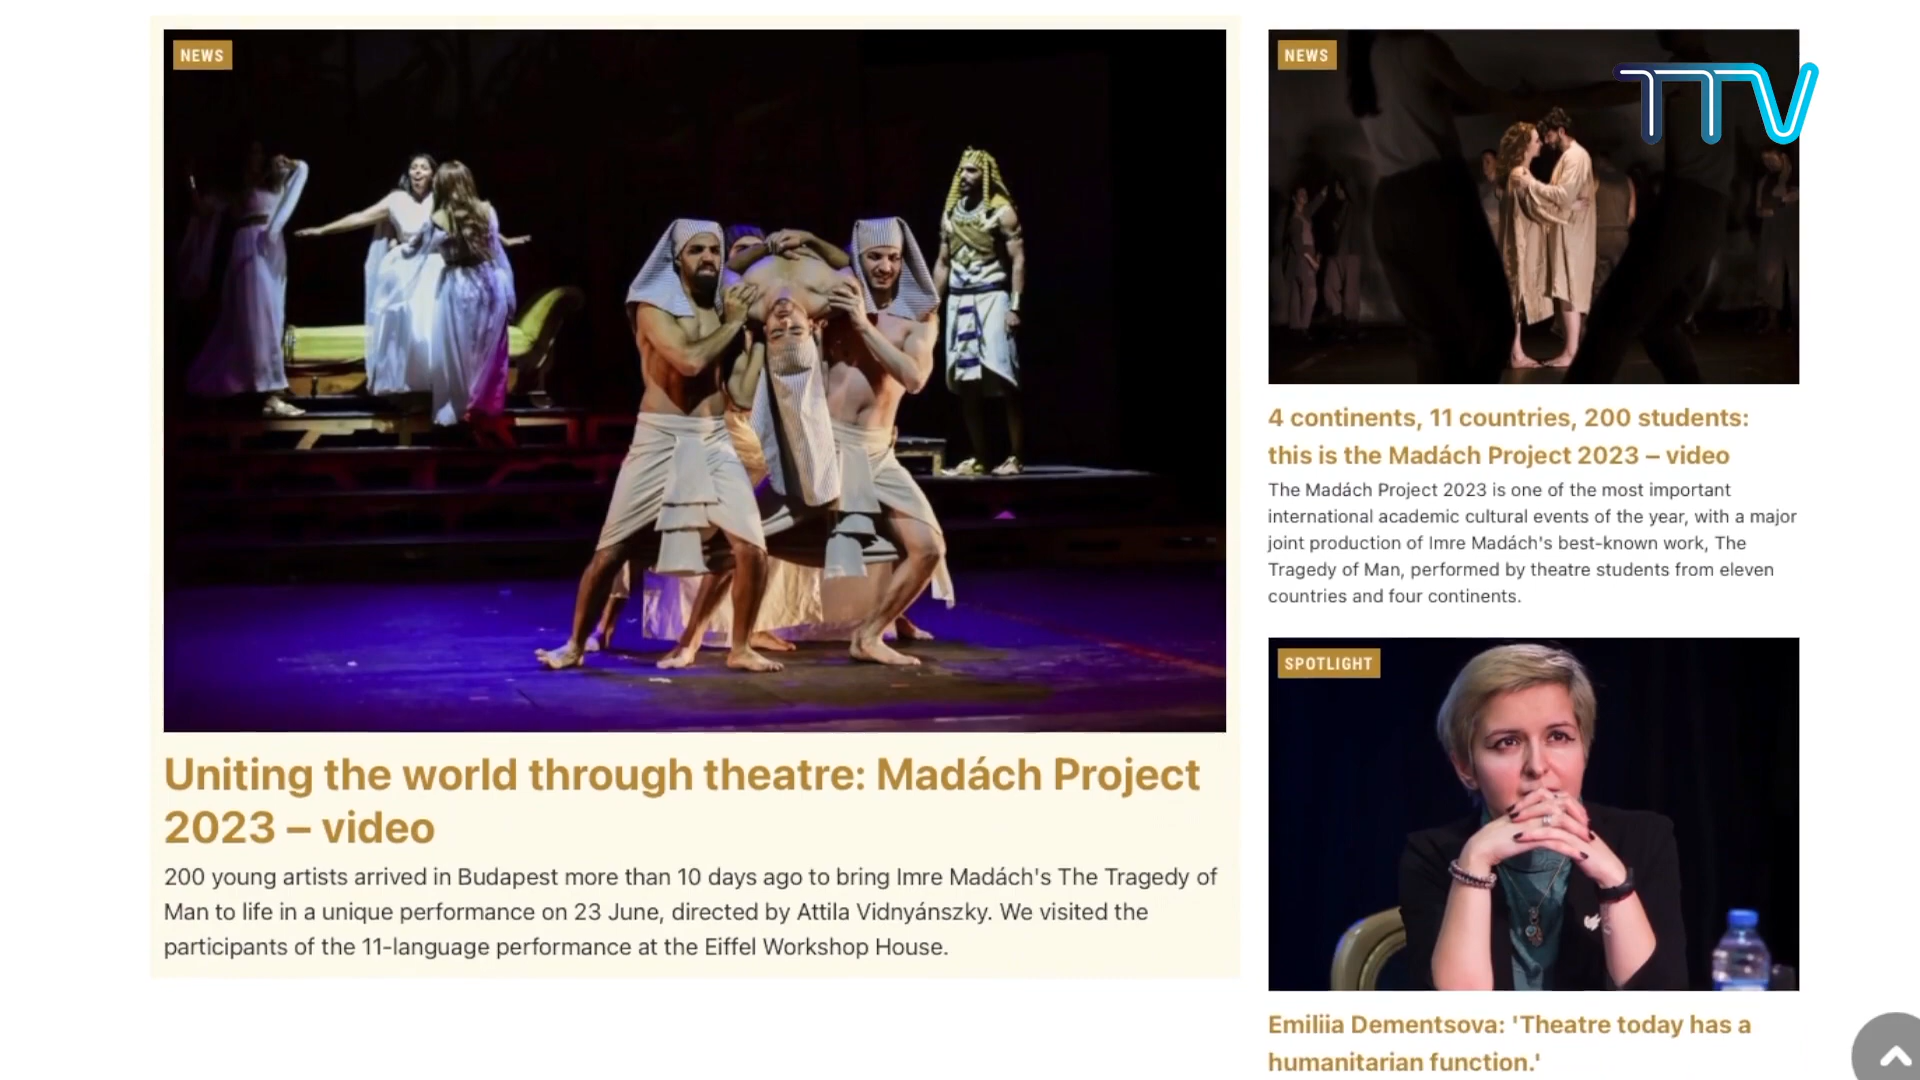 NEWS
Uniting the world through theatre: Madách Project
2023 – video
200 young artists arrived in Budapest more than 10 days ago to bring Imre Madách's The Tragedy of
Man to life in a unique performance on 23 June, directed by Attila Vidnyánszky. We visited the
participants of the 11-language performance at the Eiffel Workshop House.
NEWS
TTV
4 continents, 11 countries, 200 students:
this is the Madách Project 2023 – video
The Madách Project 2023 is one of the most important
international academic cultural events of the year, with a major
joint production of Imre Madách's best-known work, The
Tragedy of Man, performed by theatre students from eleven
countries and four continents.
SPOTLIGHT
Emiliia Dementsova: 'Theatre today has a
humanitarian function.'